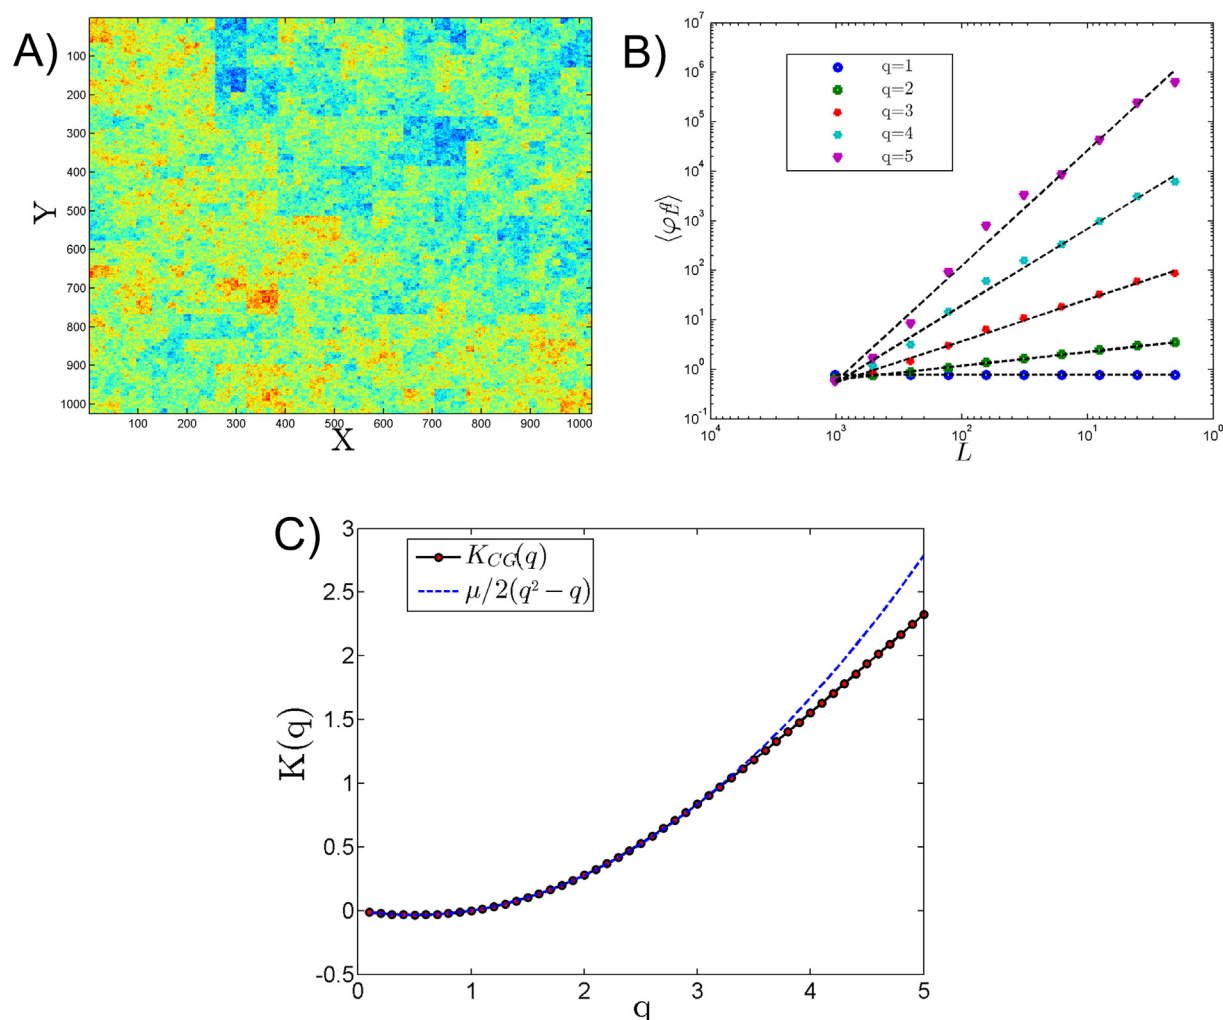 A)
100
200
300
400
500
600
700
800
900
1000
Y
100 200 300 400 500 600 700 800 900 1000
X
B)
10^7
10^6
10^5
10^4
10^3
10^2
10^1
10^0
10^-1
⟨φ_L^q⟩
q=1
q=2
q=3
q=4
q=5
10^4 10^3 10^2 10^1 10^0
L
C)
3
2.5
2
1.5
1
0.5
0
-0.5
K(q)
K_CG(q)
μ/2(q² − q)
0 1 2 3 4 5
q